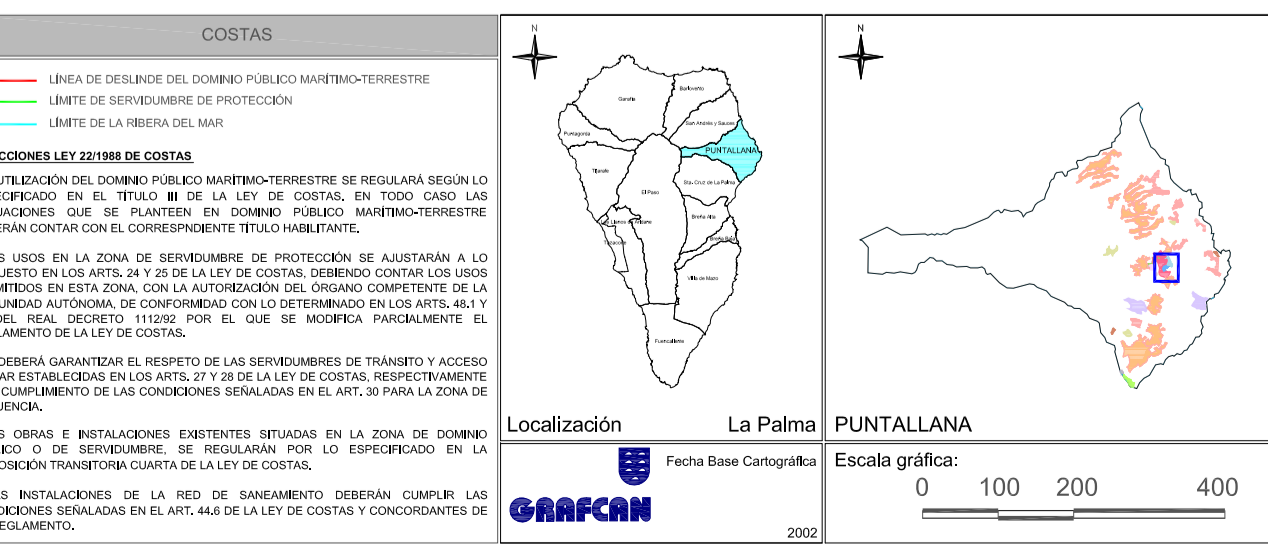 COSTAS
LÍNEA DE DESLINDE DEL DOMINIO PÚBLICO MARÍTIMO-TERRESTRE
LÍMITE DE SERVIDUMBRE DE PROTECCIÓN
LÍMITE DE LA RIBERA DEL MAR
CCIONES LEY 22/1988 DE COSTAS
UTILIZACIÓN DEL DOMINIO PÚBLICO MARÍTIMO-TERRESTRE SE REGULARÁ SEGÚN LO
ECIFICADO EN EL TÍTULO III DE LA LEY DE COSTAS. EN TODO CASO LAS
UACIONES QUE SE PLANTEEN EN DOMINIO PÚBLICO MARÍTIMO-TERRESTRE
ERÁN CONTAR CON EL CORRESPNDIENTE TÍTULO HABILITANTE.
S USOS EN LA ZONA DE SERVIDUMBRE DE PROTECCIÓN SE AJUSTARÁN A LO
UESTO EN LOS ARTS. 24 Y 25 DE LA LEY DE COSTAS, DEBIENDO CONTAR LOS USOS
MITIDOS EN ESTA ZONA, CON LA AUTORIZACIÓN DEL ÓRGANO COMPETENTE DE LA
UNIDAD AUTÓNOMA, DE CONFORMIDAD CON LO DETERMINADO EN LOS ARTS. 48.1 Y
DEL REAL DECRETO 1112/92 POR EL QUE SE MODIFICA PARCIALMENTE EL
LAMENTO DE LA LEY DE COSTAS.
DEBERÁ GARANTIZAR EL RESPETO DE LAS SERVIDUMBRES DE TRÁNSITO Y ACCESO
AR ESTABLECIDAS EN LOS ARTS. 27 Y 28 DE LA LEY DE COSTAS, RESPECTIVAMENTE
CUMPLIMIENTO DE LAS CONDICIONES SEÑALADAS EN EL ART. 30 PARA LA ZONA DE
UENCIA.
S OBRAS E INSTALACIONES EXISTENTES SITUADAS EN LA ZONA DE DOMINIO
ICO O DE SERVIDUMBRE, SE REGULARÁN POR LO ESPECIFICADO EN LA
OSICIÓN TRANSITORIA CUARTA DE LA LEY DE COSTAS.
S INSTALACIONES DE LA RED DE SANEAMIENTO DEBERÁN CUMPLIR LAS
DICIONES SEÑALADAS EN EL ART. 44.6 DE LA LEY DE COSTAS Y CONCORDANTES DE
EGLAMENTO.
N
Barlovento
Garafía
San Andrés y Sauces
Puntagorda
PUNTALLANA
Tijarafe
Sta. Cruz de La Palma
El Paso
Breña Alta
Los Llanos de Aridane
Breña Baja
Tazacorte
Villa de Mazo
Fuencaliente
Localización La Palma
N
PUNTALLANA
Fecha Base Cartográfica
GRAFCAN
2002
Escala gráfica:
0 100 200 400